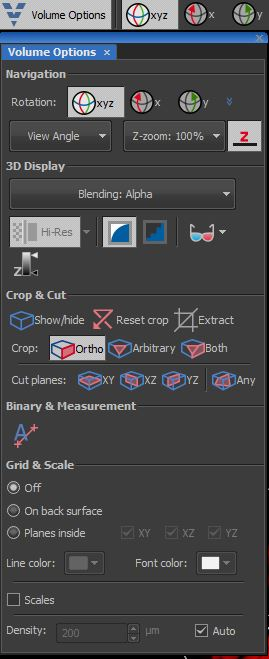 Volume Options xyz x y
Volume Options ×
Navigation
Rotation: xyz x y
View Angle Z-zoom: 100% z
3D Display
Blending: Alpha
Hi-Res
Z
Crop & Cut
Show/hide Reset crop Extract
Crop: Ortho Arbitrary Both
Cut planes: XY XZ YZ Any
Binary & Measurement
A
Grid & Scale
Off
On back surface
Planes inside XY XZ YZ
Line color: Font color:
Scales
Density: 200 µm Auto